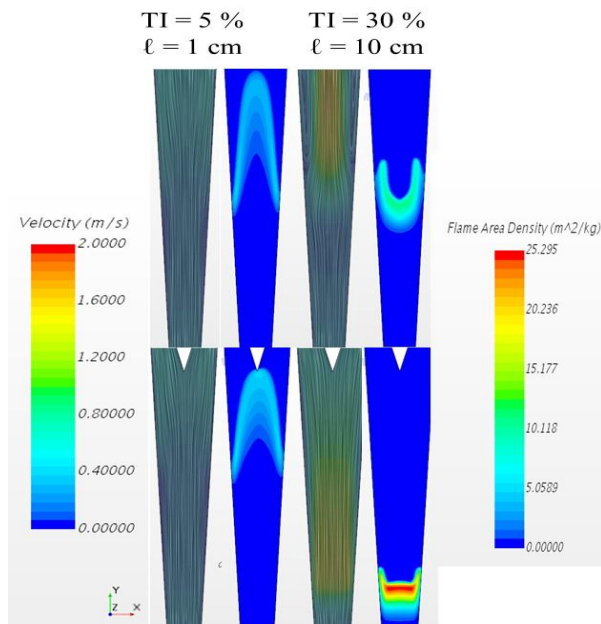 TI = 5 %
ℓ = 1 cm
TI = 30 %
ℓ = 10 cm
Velocity (m/s)
2.0000
1.6000
1.2000
0.80000
0.40000
0.00000
Flame Area Density (m^2/kg)
25.295
20.236
15.177
10.118
5.0589
0.00000
Y
Z
X